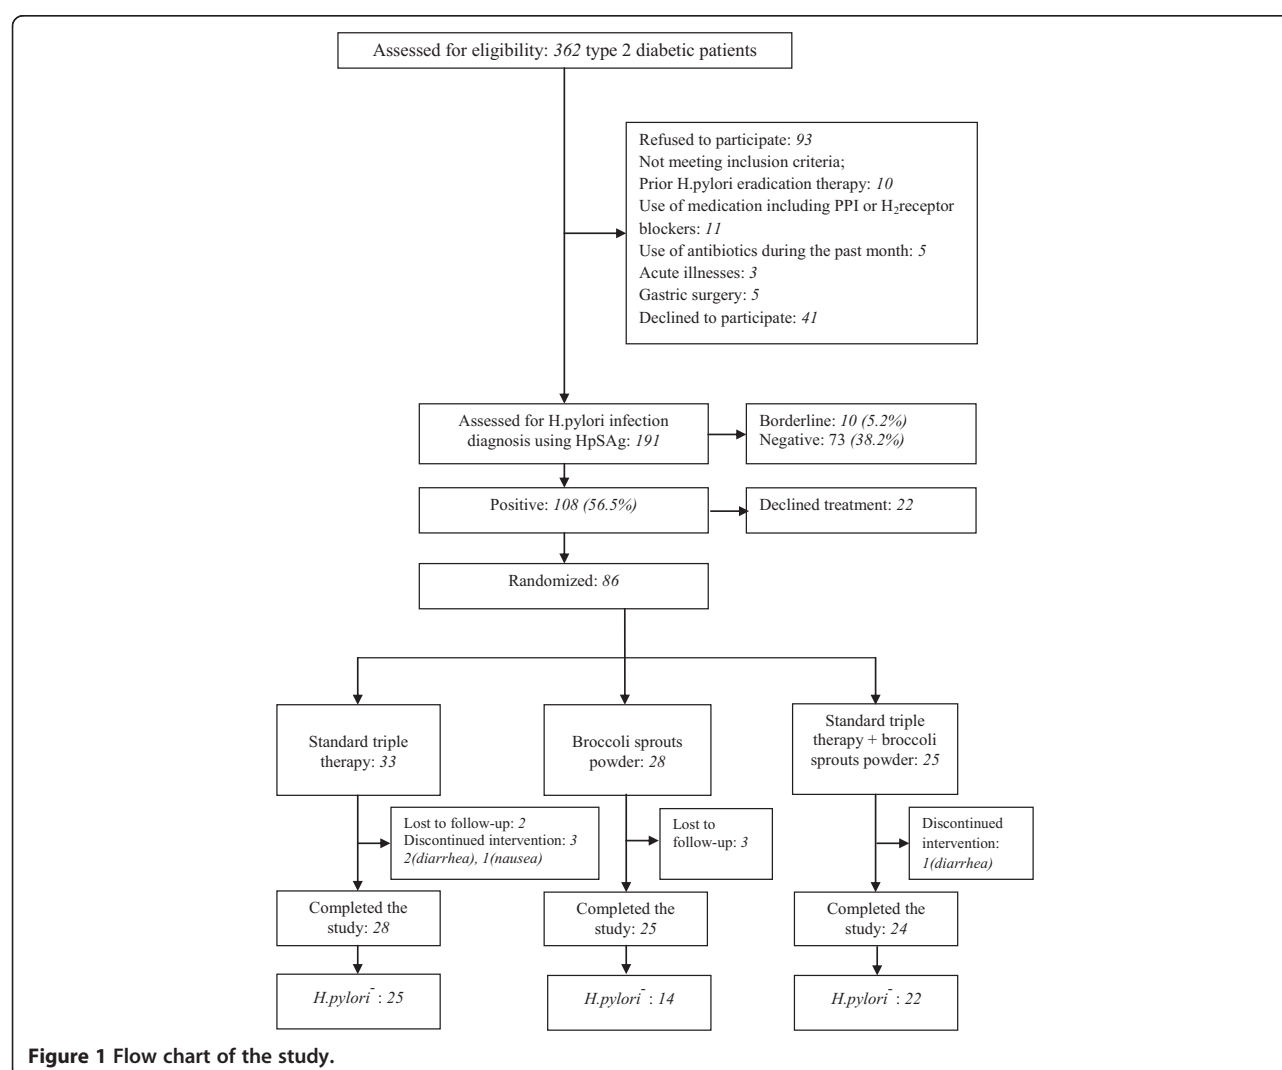 Assessed for eligibility: 362 type 2 diabetic patients
Refused to participate: 93
Not meeting inclusion criteria;
Prior H.pylori eradication therapy: 10
Use of medication including PPI or H₂receptor
blockers: 11
Use of antibiotics during the past month: 5
Acute illnesses: 3
Gastric surgery: 5
Declined to participate: 41
Assessed for H.pylori infection
diagnosis using HpSAg: 191
Borderline: 10 (5.2%)
Negative: 73 (38.2%)
Positive: 108 (56.5%)
Declined treatment: 22
Randomized: 86
Standard triple
therapy: 33
Broccoli sprouts
powder: 28
Standard triple
therapy + broccoli
sprouts powder: 25
Lost to follow-up: 2
Discontinued intervention: 3
2(diarrhea), 1(nausea)
Lost to
follow-up: 3
Discontinued
intervention:
1(diarrhea)
Completed the
study: 28
Completed the
study: 25
Completed the
study: 24
H.pylori⁻ : 25
H.pylori⁻ : 14
H.pylori⁻ : 22
Figure 1 Flow chart of the study.